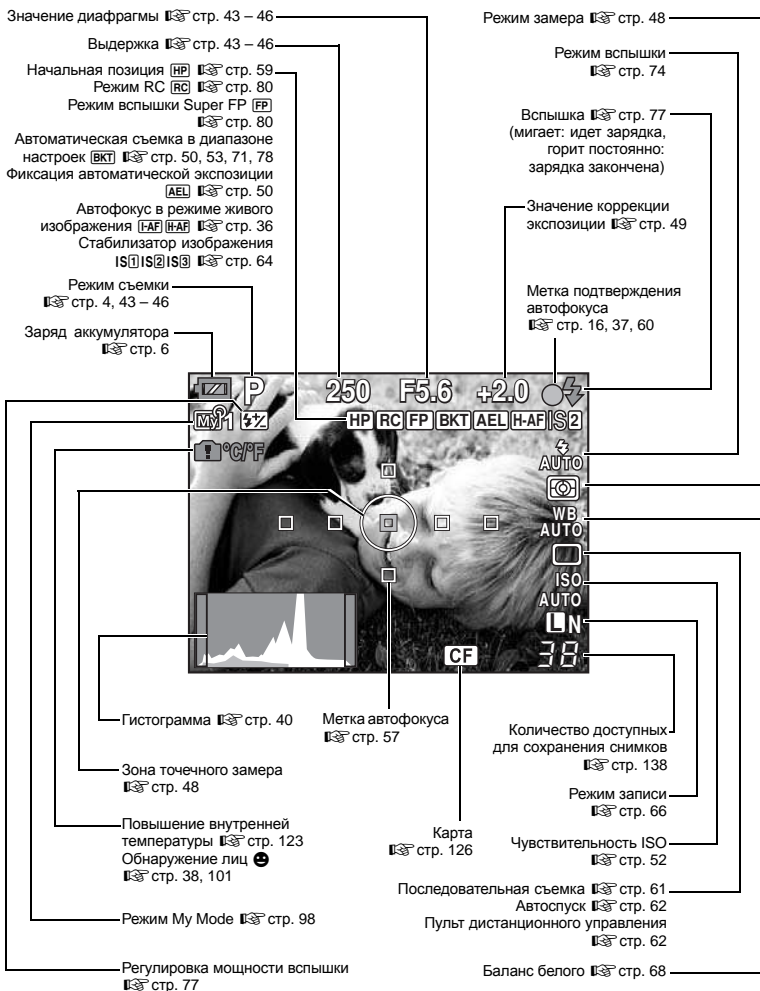 Значение диафрагмы ☞ стр. 43 – 46
Выдержка ☞ стр. 43 – 46
Начальная позиция HP ☞ стр. 59
Режим RC RC ☞ стр. 80
Режим вспышки Super FP FP
☞ стр. 80
Автоматическая съемка в диапазоне
настроек BKT ☞ стр. 50, 53, 71, 78
Фиксация автоматической экспозиции
AEL ☞ стр. 50
Автофокус в режиме живого
изображения I-AF H-AF ☞ стр. 36
Стабилизатор изображения
IS1 IS2 IS3 ☞ стр. 64
Режим съемки
☞ стр. 4, 43 – 46
Заряд аккумулятора
☞ стр. 6
Режим замера ☞ стр. 48
Режим вспышки
☞ стр. 74
Вспышка ☞ стр. 77
(мигает: идет зарядка,
горит постоянно:
зарядка закончена)
Значение коррекции
экспозиции ☞ стр. 49
Метка подтверждения
автофокуса
☞ стр. 16, 37, 60
P 250 F5.6 +2.0
My1 HP RC FP BKT AEL H-AF IS2
°C/°F
AUTO
WB
AUTO
ISO
AUTO
L N
CF 38
Гистограмма ☞ стр. 40
Зона точечного замера
☞ стр. 48
Повышение внутренней
температуры ☞ стр. 123
Обнаружение лиц
☞ стр. 38, 101
Режим My Mode ☞ стр. 98
Регулировка мощности вспышки
☞ стр. 77
Метка автофокуса
☞ стр. 57
Карта
☞ стр. 126
Количество доступных
для сохранения снимков
☞ стр. 138
Режим записи
☞ стр. 66
Чувствительность ISO
☞ стр. 52
Последовательная съемка ☞ стр. 61
Автоспуск ☞ стр. 62
Пульт дистанционного управления
☞ стр. 62
Баланс белого ☞ стр. 68